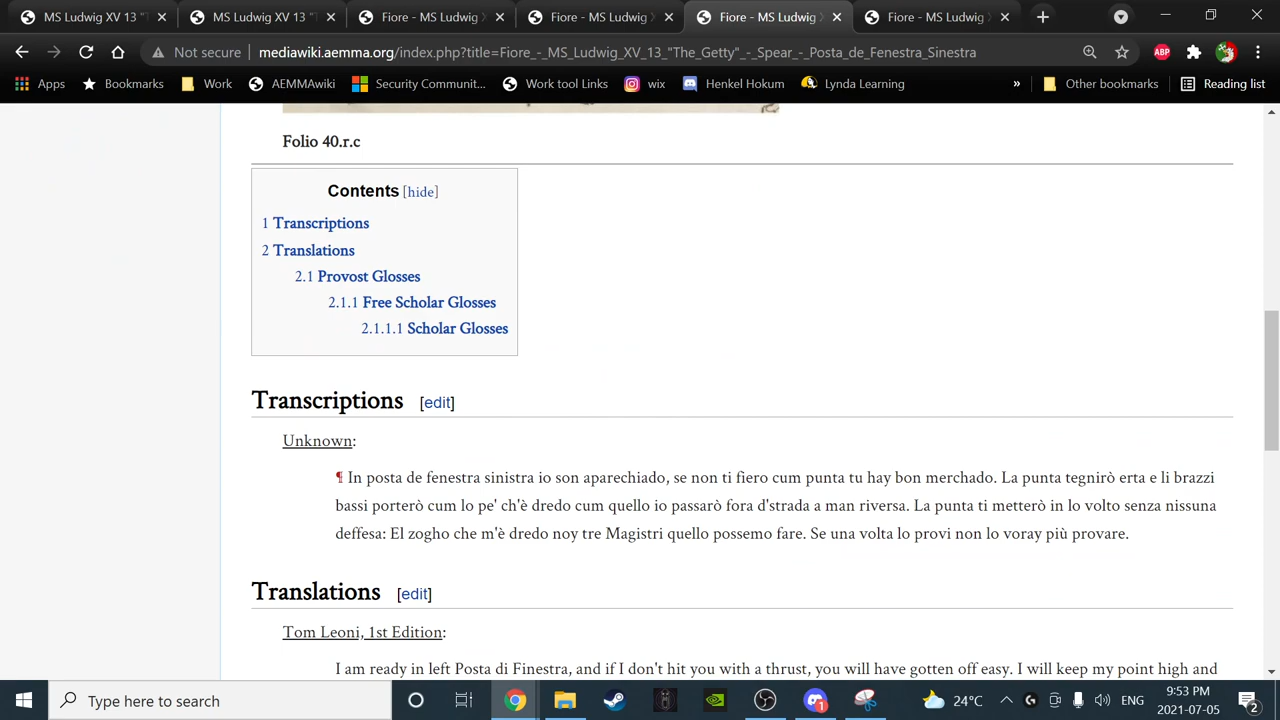 MS Ludwig XV 13 "T
MS Ludwig XV 13 "T
Fiore - MS Ludwig X
Fiore - MS Ludwig X
Fiore - MS Ludwig X
Fiore - MS Ludwig X
Not secure
mediawiki.aemma.org/index.php?title=Fiore_-_MS_Ludwig_XV_13_"The_Getty"_-_Spear_-_Posta_de_Fenestra_Sinestra
ABP
Apps
Bookmarks
Work
AEMMAwiki
Security Communit...
Work tool Links
wix
Henkel Hokum
Lynda Learning
»
Other bookmarks
Reading list
Folio 40.r.c
Contents [hide]
1 Transcriptions
2 Translations
2.1 Provost Glosses
2.1.1 Free Scholar Glosses
2.1.1.1 Scholar Glosses
Transcriptions [edit]
Unknown:
¶ In posta de fenestra sinistra io son aparechiado, se non ti fiero cum punta tu hay bon merchado. La punta tegnirò erta e li brazzi
bassi porterò cum lo pe' ch'è dredo cum quello io passarò fora d'strada a man riversa. La punta ti metterò in lo volto senza nissuna
deffesa: El zogho che m'è dredo noy tre Magistri quello possemo fare. Se una volta lo provi non lo voray più provare.
Translations [edit]
Tom Leoni, 1st Edition:
I am ready in left Posta di Finestra, and if I don't hit you with a thrust, you will have gotten off easy. I will keep my point high and
Type here to search
1
24°C
ENG
9:53 PM
2021-07-05
2